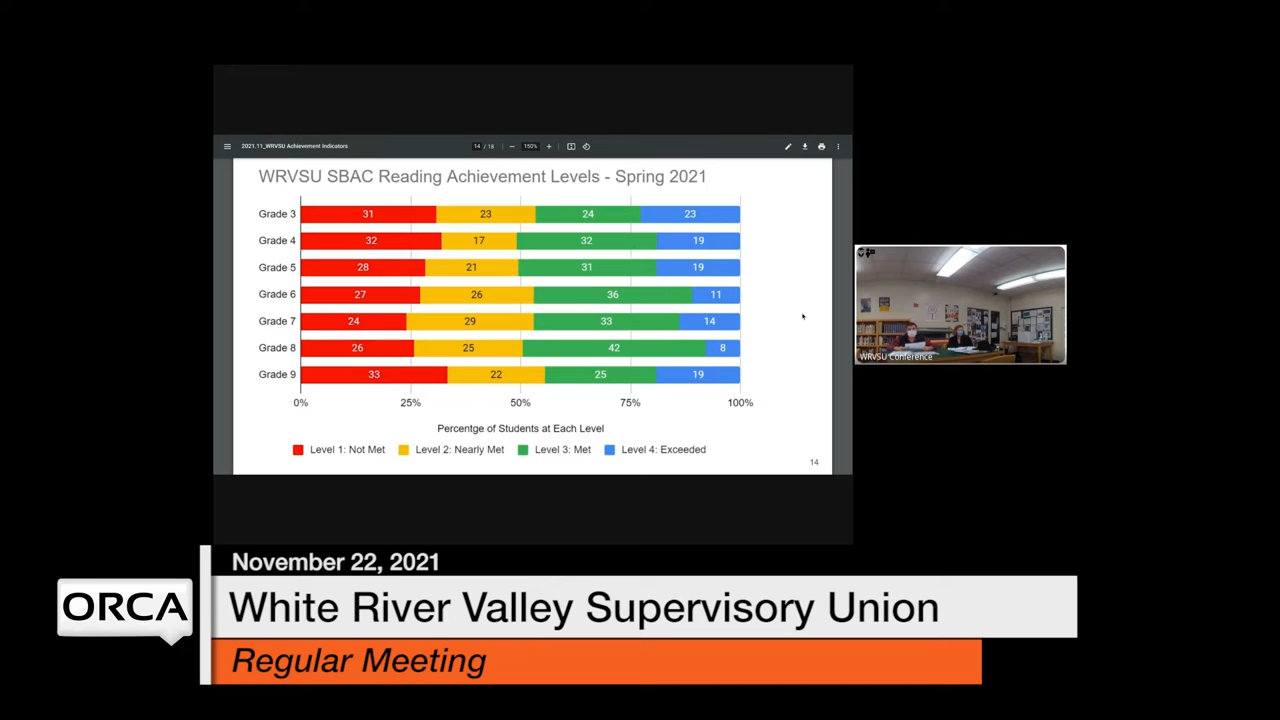 2021.11_WRVSU Achievement Indicators
14 / 18
150%
WRVSU SBAC Reading Achievement Levels - Spring 2021
Grade 3 31 23 24 23
Grade 4 32 17 32 19
Grade 5 28 21 31 19
Grade 6 27 26 36 11
Grade 7 24 29 33 14
Grade 8 26 25 42 8
Grade 9 33 22 25 19
0% 25% 50% 75% 100%
Percentge of Students at Each Level
Level 1: Not Met Level 2: Nearly Met Level 3: Met Level 4: Exceeded
14
WRVSU Conference
November 22, 2021
ORCA
White River Valley Supervisory Union
Regular Meeting